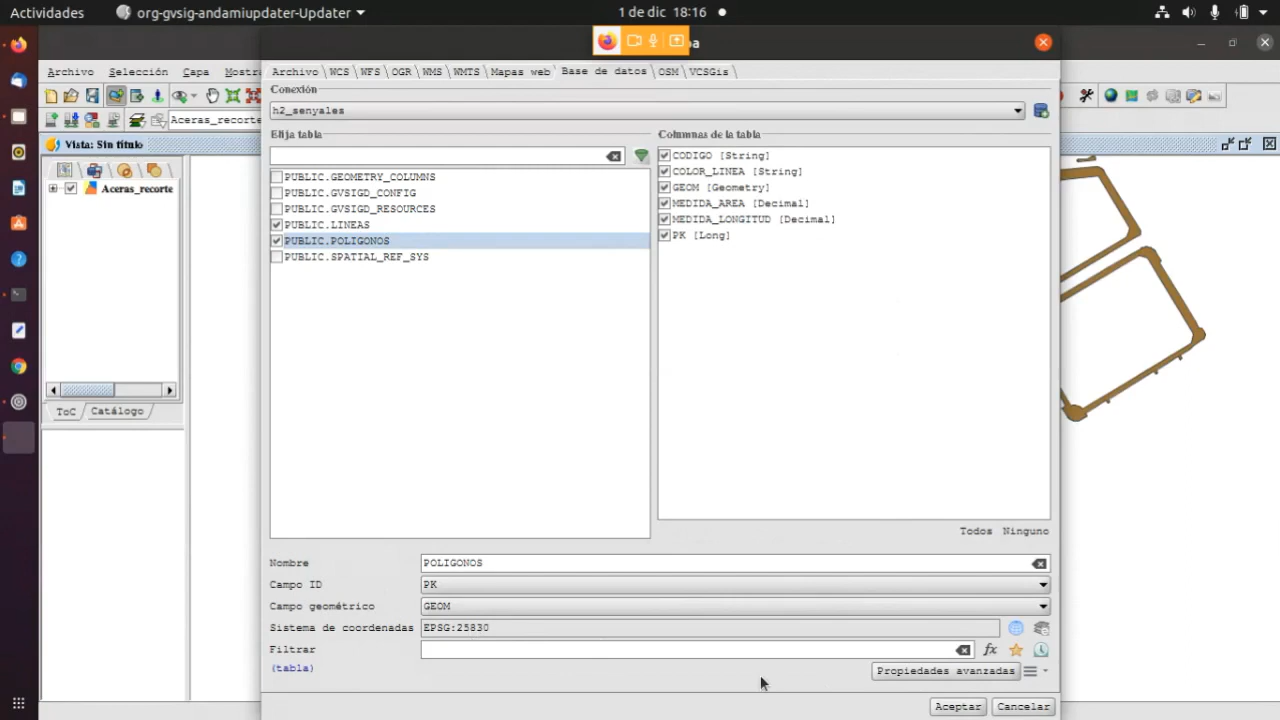 Actividades
org-gvsig-andamiupdater-Updater
1 de dic 18:16
pa
Archivo Selección Capa Mostra
Archivo WCS WFS OGR WMS WMTS Mapas web Base de datos OSM VCSGis
Conexión
h2_senyales
Aceras_recorte
Elija tabla
Columnas de la tabla
Vista: Sin título
Aceras_recorte
PUBLIC.GEOMETRY_COLUMNS
PUBLIC.GVSIGD_CONFIG
PUBLIC.GVSIGD_RESOURCES
PUBLIC.LINEAS
PUBLIC.POLIGONOS
PUBLIC.SPATIAL_REF_SYS
CODIGO [String]
COLOR_LINEA [String]
GEOM [Geometry]
MEDIDA_AREA [Decimal]
MEDIDA_LONGITUD [Decimal]
PK [Long]
ToC Catálogo
Todos Ninguno
Nombre POLIGONOS
Campo ID PK
Campo geométrico GEOM
Sistema de coordenadas EPSG:25830
Filtrar
fx
(tabla)
Propiedades avanzadas
Aceptar Cancelar